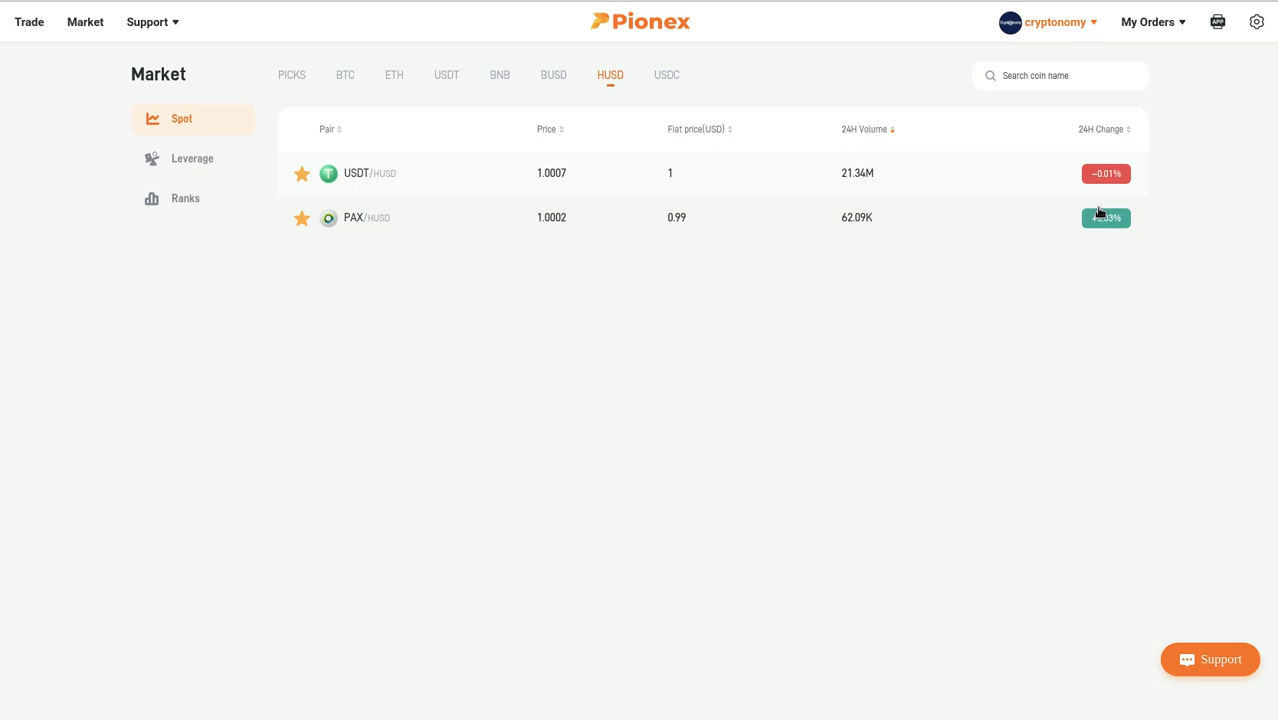 Trade Market Support Pionex cryptonomy My Orders APP
Market PICKS BTC ETH USDT BNB BUSD HUSD USDC Search coin name
Spot
Leverage
Ranks
Pair Price Fiat price(USD) 24H Volume 24H Change
USDT/HUSD 1.0007 1 21.34M -0.01%
PAX/HUSD 1.0002 0.99 62.09K
Support